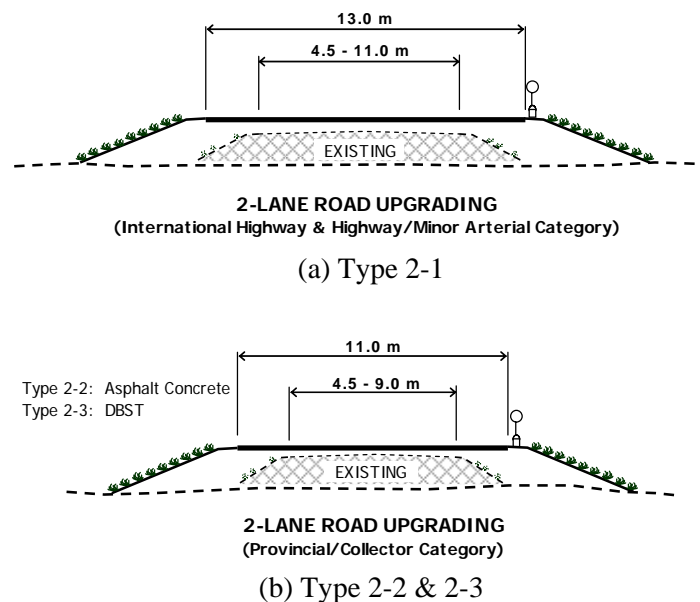 13.0 m
4.5 - 11.0 m
EXISTING
2-LANE ROAD UPGRADING
(International Highway & Highway/Minor Arterial Category)
(a) Type 2-1
11.0 m
Type 2-2: Asphalt Concrete
4.5 - 9.0 m
Type 2-3: DBST
EXISTING
2-LANE ROAD UPGRADING
(Provincial/Collector Category)
(b) Type 2-2 & 2-3